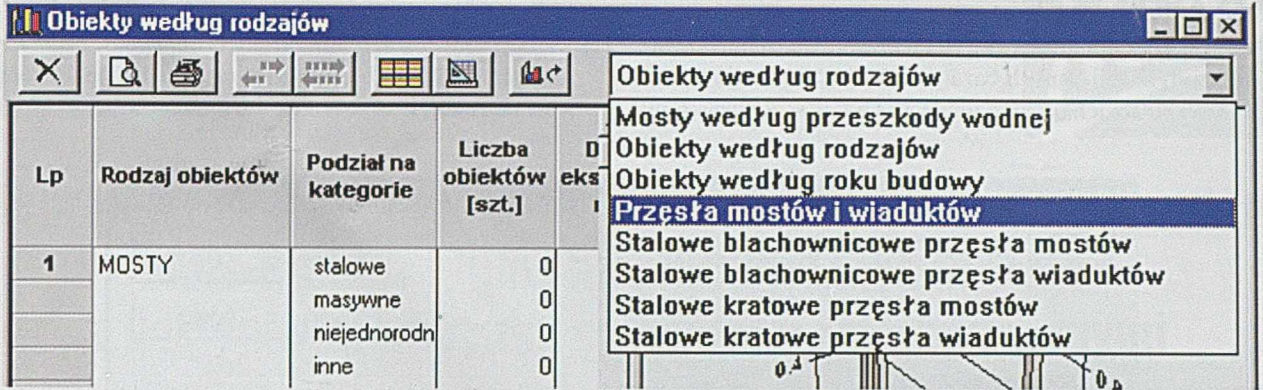 Obiekty według rodzajów
Obiekty według rodzajów
Mosty według przeszkody wodnej
Obiekty według rodzajów
Obiekty według roku budowy
Przęsła mostów i wiaduktów
Stalowe blachownicowe przęsła mostów
Stalowe blachownicowe przęsła wiaduktów
Stalowe kratowe przęsła mostów
Stalowe kratowe przęsła wiaduktów
Lp Rodzaj obiektów Podział na kategorie Liczba obiektów [szt.]
1 MOSTY stalowe 0
masywne 0
niejednorodn 0
inne 0